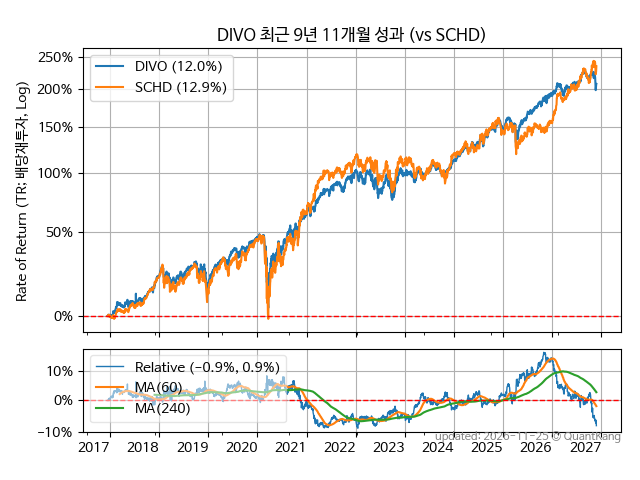 DIVO 최근 9년 11개월 성과 (vs SCHD)
Rate of Return (TR; 배당재투자, Log)
250%
200%
150%
100%
50%
0%
DIVO (12.0%)
SCHD (12.9%)
10%
0%
−10%
Relative (−0.9%, 0.9%)
MA(60)
MA(240)
2017 2018 2019 2020 2021 2022 2023 2024 2025 2026 2027
updated: 2026-11-25 © QuantKang